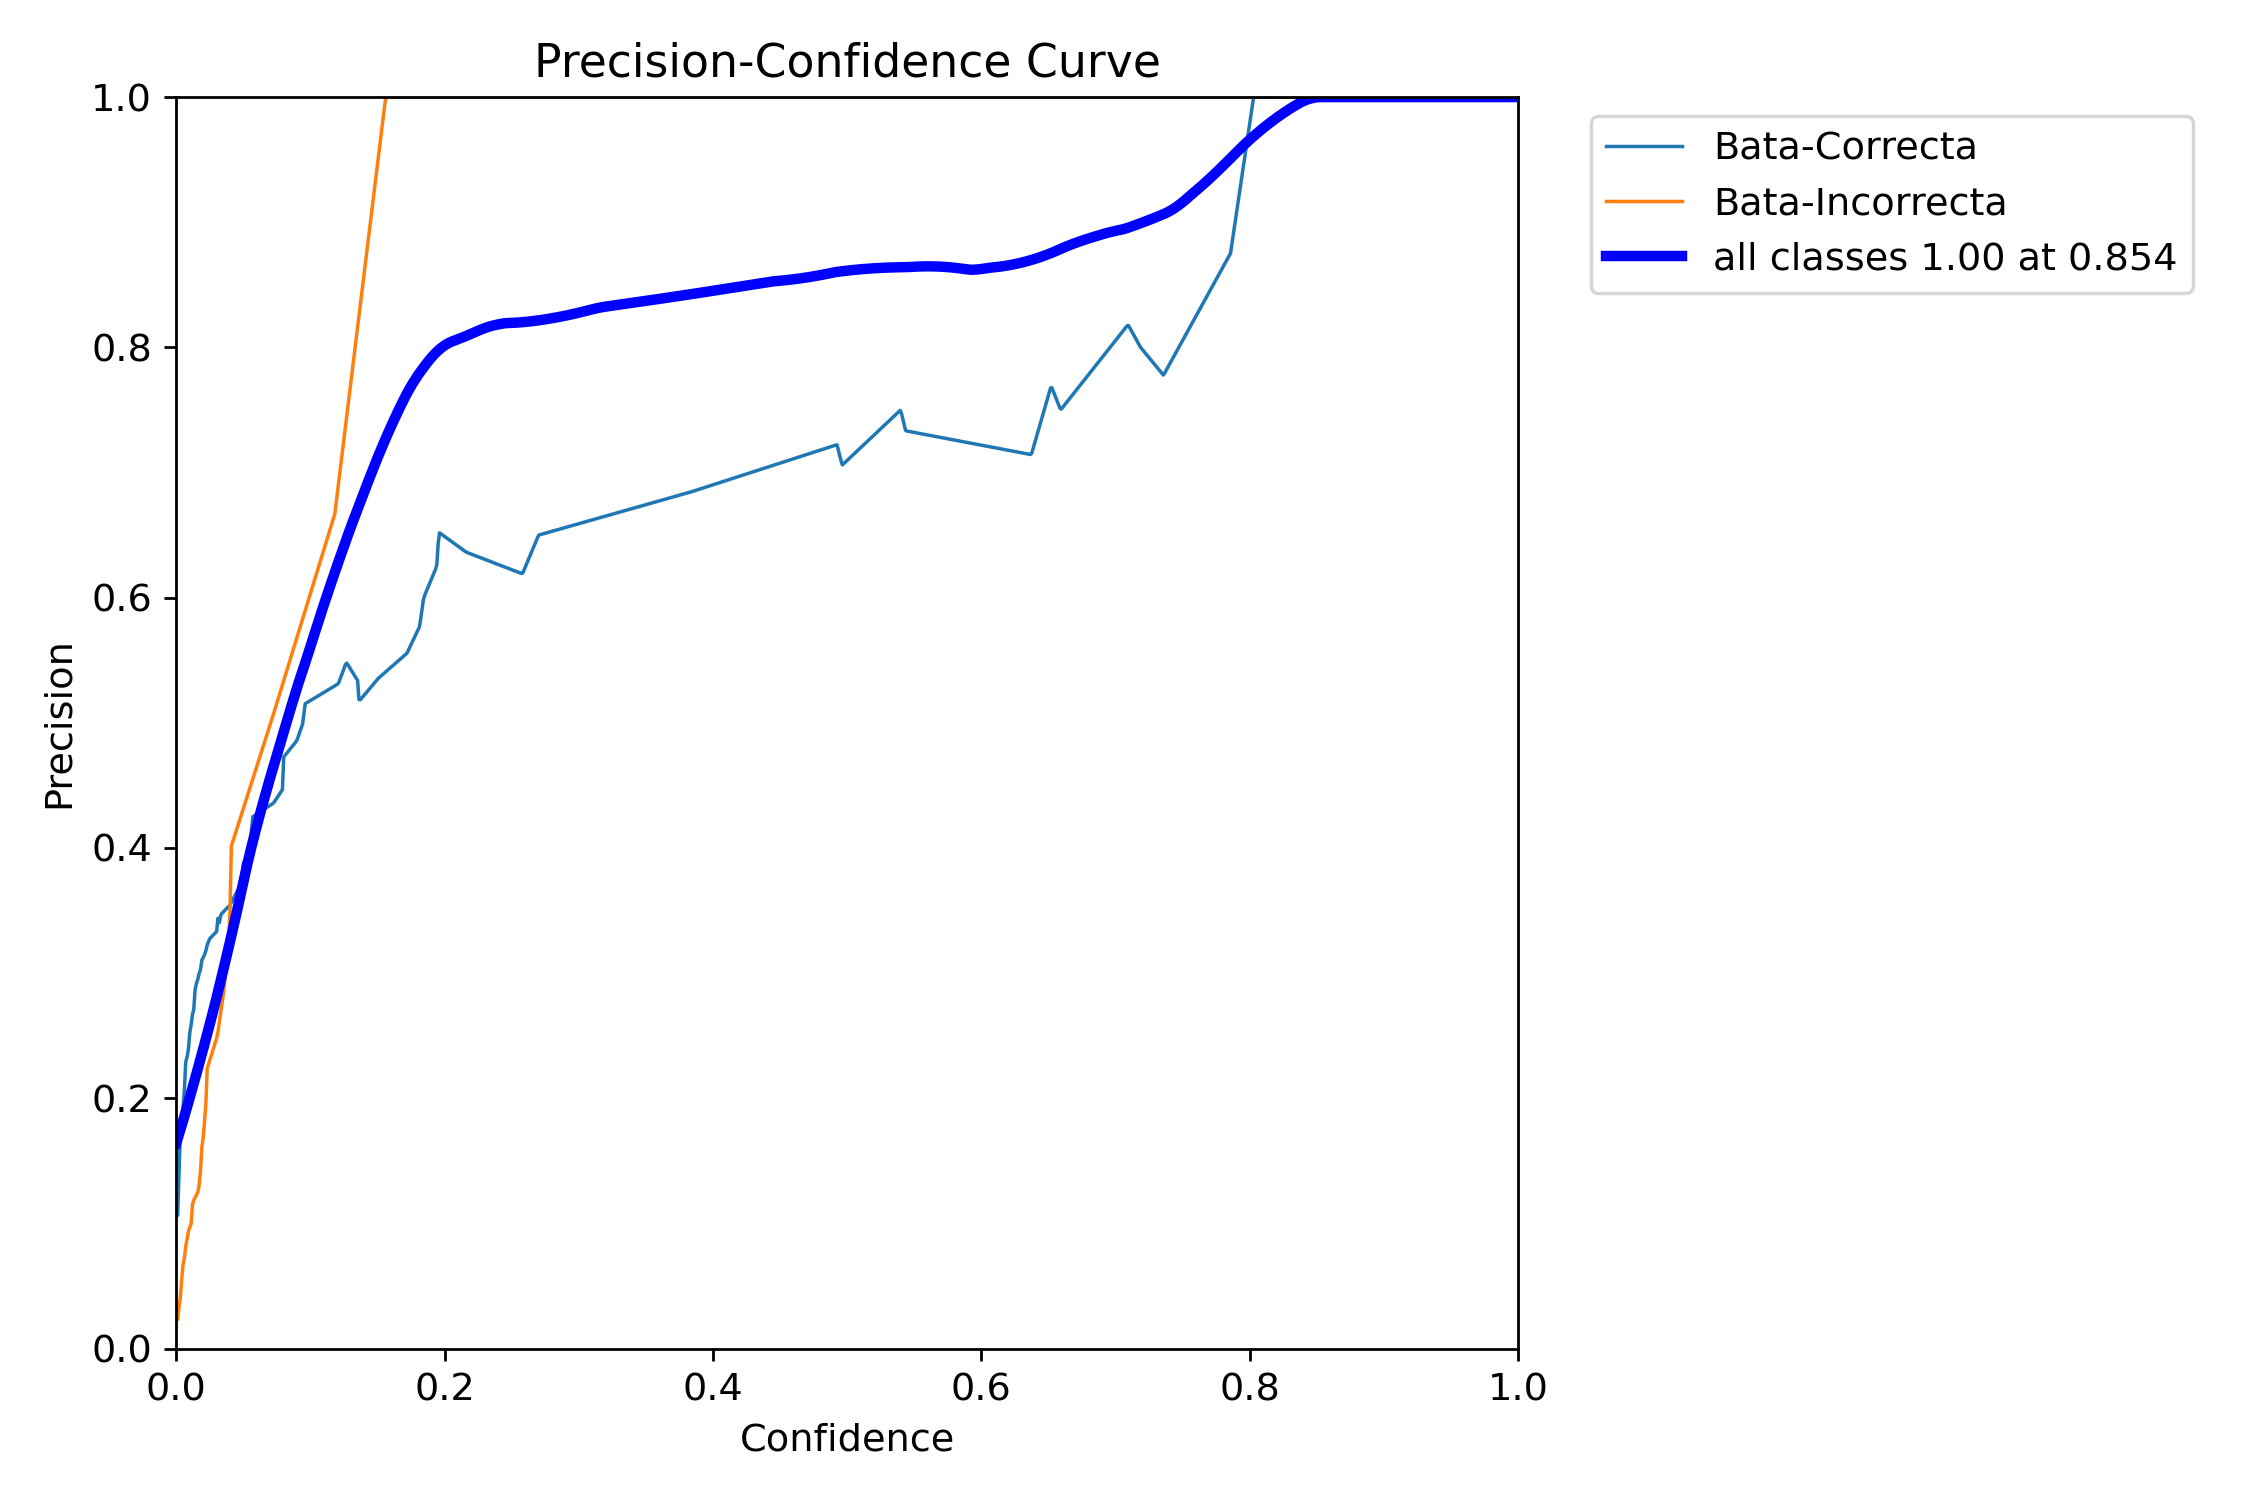 Precision-Confidence Curve
1.0
0.8
0.6
0.4
0.2
0.0
Precision
0.0 0.2 0.4 0.6 0.8 1.0
Confidence
Bata-Correcta
Bata-Incorrecta
all classes 1.00 at 0.854